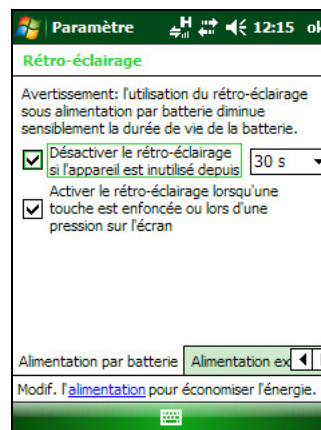 Paramètre H 12:15 ok
Rétro-éclairage
Avertissement: l'utilisation du rétro-éclairage
sous alimentation par batterie diminue
sensiblement la durée de vie de la batterie.
Désactiver le rétro-éclairage
si l'appareil est inutilisé depuis 30 s
Activer le rétro-éclairage lorsqu'une
touche est enfoncée ou lors d'une
pression sur l'écran
Alimentation par batterie Alimentation ex
Modif. l'alimentation pour économiser l'énergie.